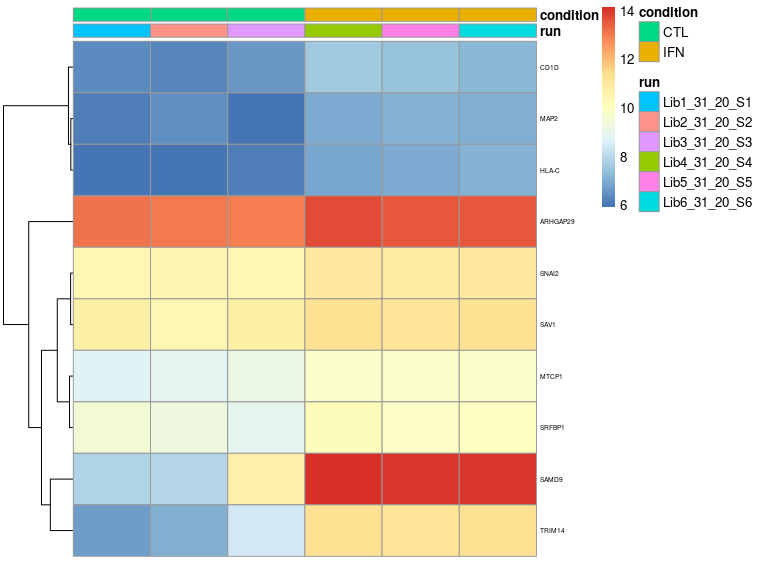 condition
run
CD1D
MAP2
HLA-C
ARHGAP29
SNAI2
SAV1
MTCP1
SRFBP1
SAMD9
TRIM14
14
12
10
8
6
condition
CTL
IFN
run
Lib1_31_20_S1
Lib2_31_20_S2
Lib3_31_20_S3
Lib4_31_20_S4
Lib5_31_20_S5
Lib6_31_20_S6